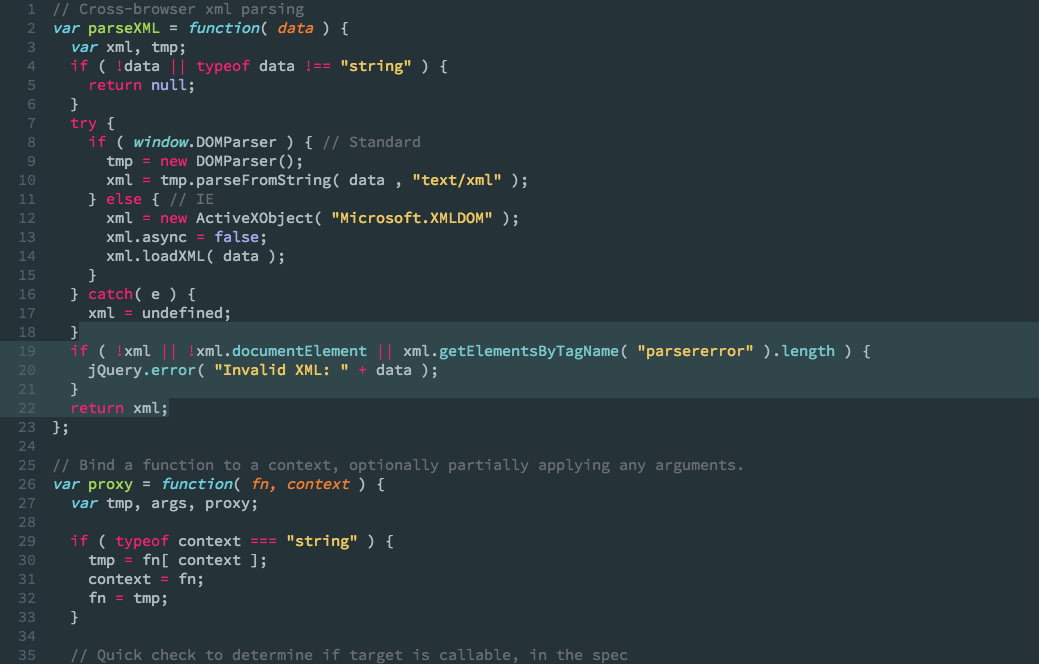 1 // Cross-browser xml parsing
2 var parseXML = function( data ) {
3 var xml, tmp;
4 if ( !data || typeof data !== "string" ) {
5 return null;
6 }
7 try {
8 if ( window.DOMParser ) { // Standard
9 tmp = new DOMParser();
10 xml = tmp.parseFromString( data , "text/xml" );
11 } else { // IE
12 xml = new ActiveXObject( "Microsoft.XMLDOM" );
13 xml.async = false;
14 xml.loadXML( data );
15 }
16 } catch( e ) {
17 xml = undefined;
18 }
19 if ( !xml || !xml.documentElement || xml.getElementsByTagName( "parsererror" ).length ) {
20 jQuery.error( "Invalid XML: " + data );
21 }
22 return xml;
23 };
24
25 // Bind a function to a context, optionally partially applying any arguments.
26 var proxy = function( fn, context ) {
27 var tmp, args, proxy;
28
29 if ( typeof context === "string" ) {
30 tmp = fn[ context ];
31 context = fn;
32 fn = tmp;
33 }
34
35 // Quick check to determine if target is callable, in the spec